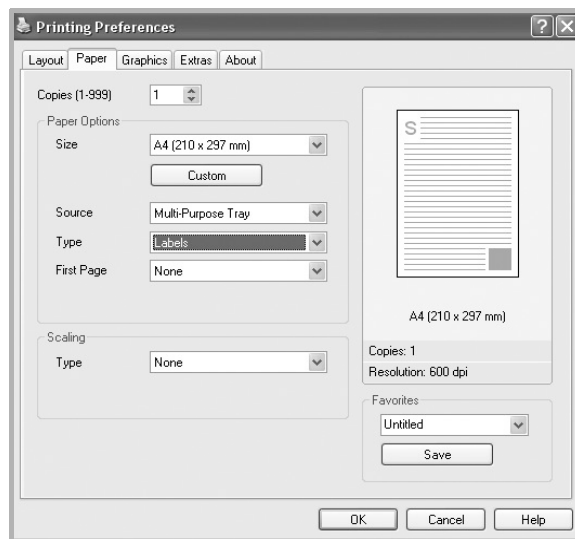 Printing Preferences
Layout Paper Graphics Extras About
Copies (1-999) 1
Paper Options
Size A4 (210 x 297 mm)
Custom
Source Multi-Purpose Tray
Type Labels
First Page None
Scaling
Type None
S
A4 (210 x 297 mm)
Copies: 1
Resolution: 600 dpi
Favorites
Untitled
Save
OK Cancel Help